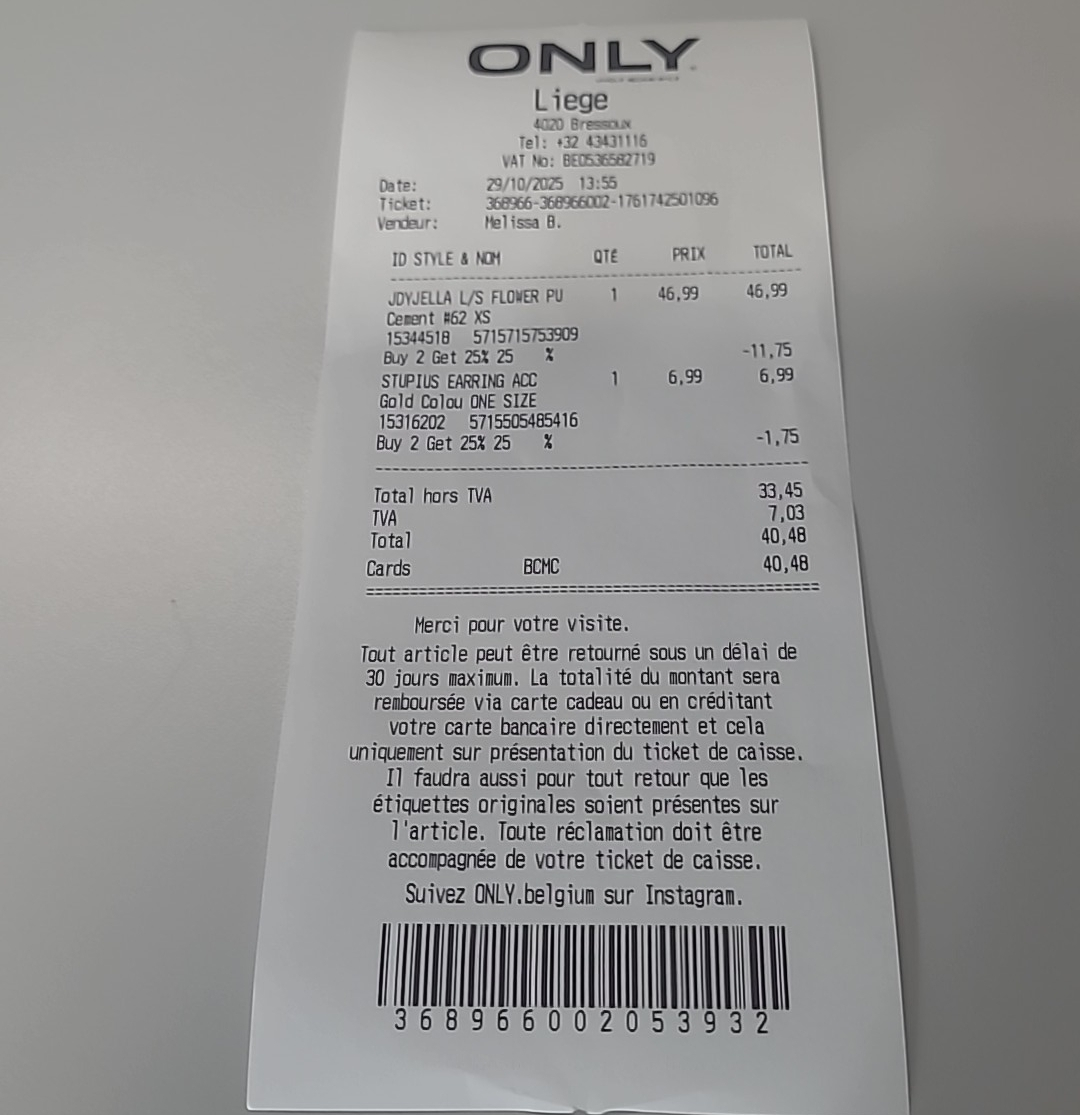 ONLY
Liege
4020 Bressoux
Tel: +32 43431116
VAT No: BE0536582719
Date: 29/10/2025 13:55
Ticket: 368966-368966002-1761742501096
Vendeur: Melissa B.
ID STYLE & NOM QTÉ PRIX TOTAL
JDYJELLA L/S FLOWER PU 1 46,99 46,99
Cement #62 XS
15344518 5715715753909
Buy 2 Get 25% 25 % -11,75
STUPIUS EARRING ACC 1 6,99 6,99
Gold Colou ONE SIZE
15316202 5715505485416
Buy 2 Get 25% 25 % -1,75
Total hors TVA 33,45
TVA 7,03
Total 40,48
Cards BCMC 40,48
Merci pour votre visite.
Tout article peut être retourné sous un délai de
30 jours maximum. La totalité du montant sera
remboursée via carte cadeau ou en créditant
votre carte bancaire directement et cela
uniquement sur présentation du ticket de caisse.
Il faudra aussi pour tout retour que les
étiquettes originales soient présentes sur
l'article. Toute réclamation doit être
accompagnée de votre ticket de caisse.
Suivez ONLY.belgium sur Instagram.
368966002053932